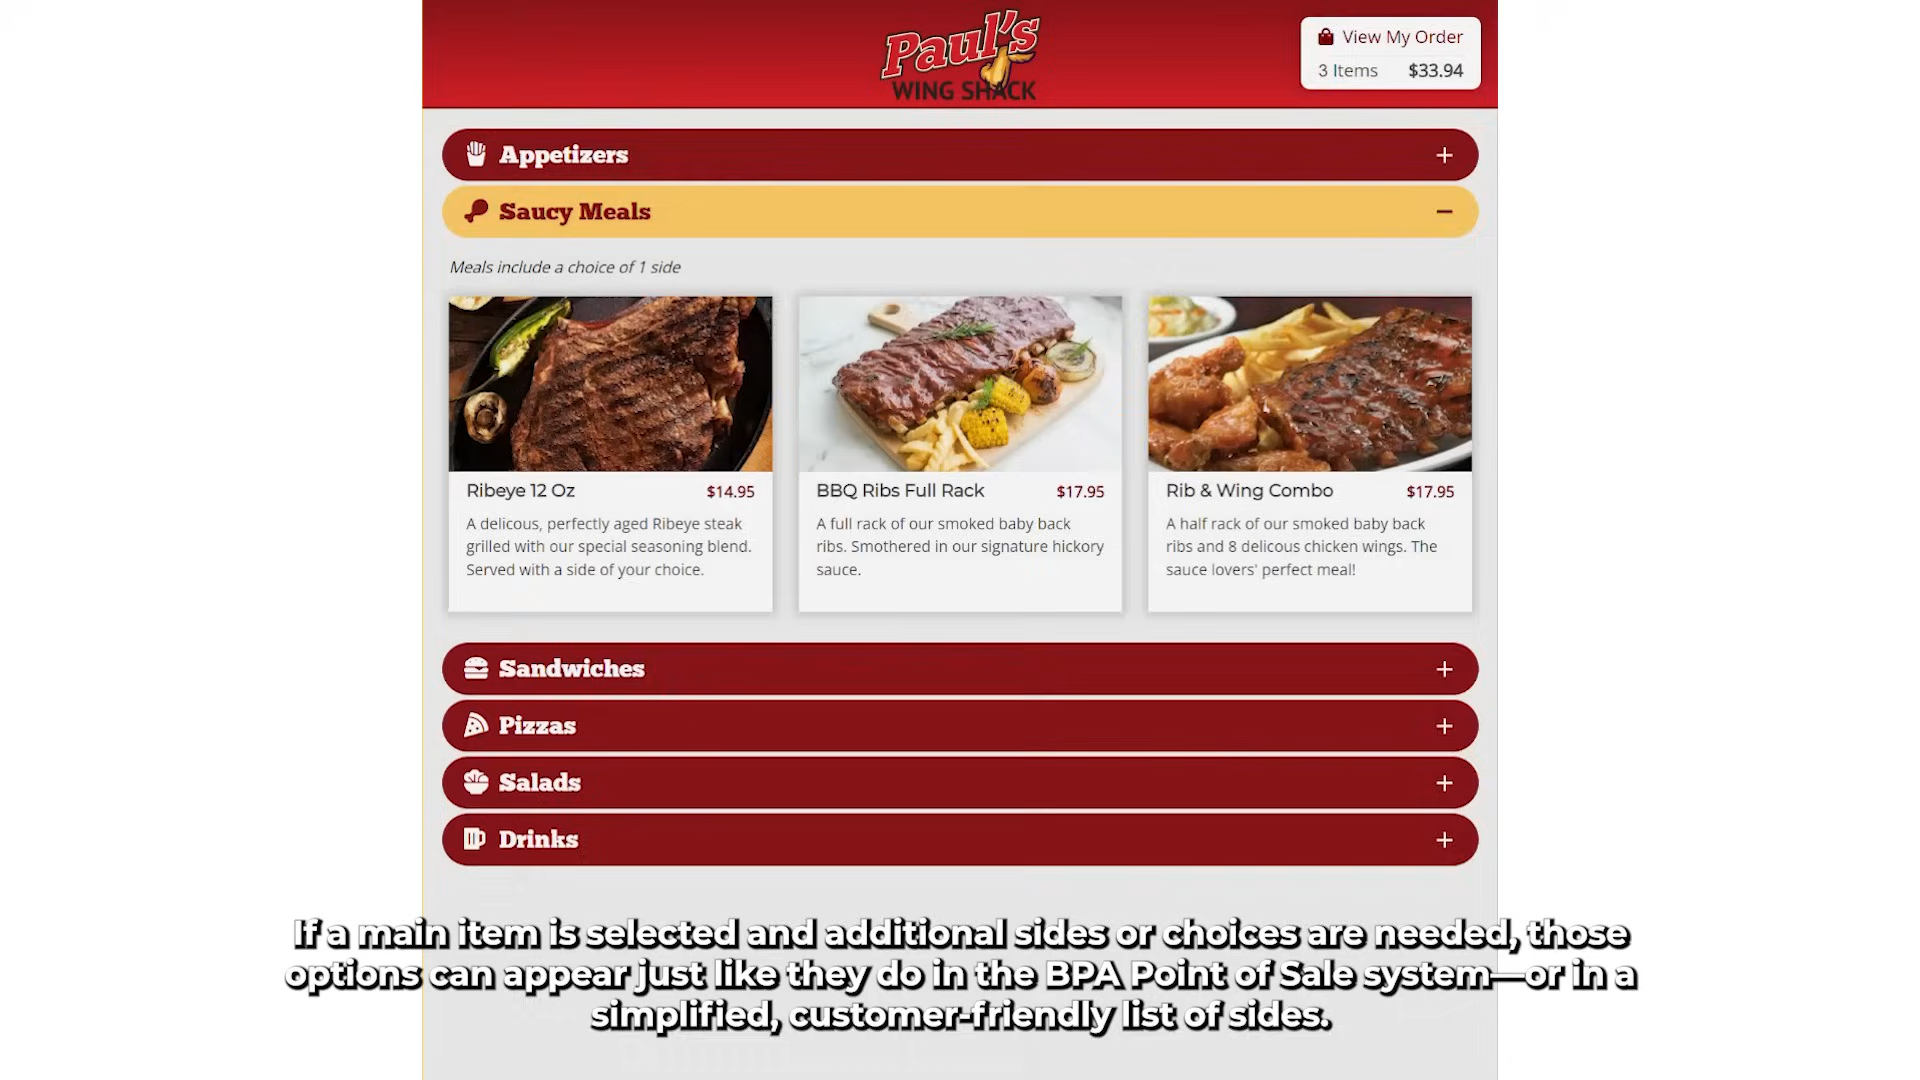 Paul's
WING SHACK
View My Order
3 Items $33.94
Appetizers
Saucy Meals
Meals include a choice of 1 side
Ribeye 12 Oz $14.95
A delicous, perfectly aged Ribeye steak
grilled with our special seasoning blend.
Served with a side of your choice.
BBQ Ribs Full Rack $17.95
A full rack of our smoked baby back
ribs. Smothered in our signature hickory
sauce.
Rib & Wing Combo $17.95
A half rack of our smoked baby back
ribs and 8 delicous chicken wings. The
sauce lovers' perfect meal!
Sandwiches
Pizzas
Salads
Drinks
If a main item is selected and additional sides or choices are needed, those
options can appear just like they do in the BPA Point of Sale system—or in a
simplified, customer-friendly list of sides.